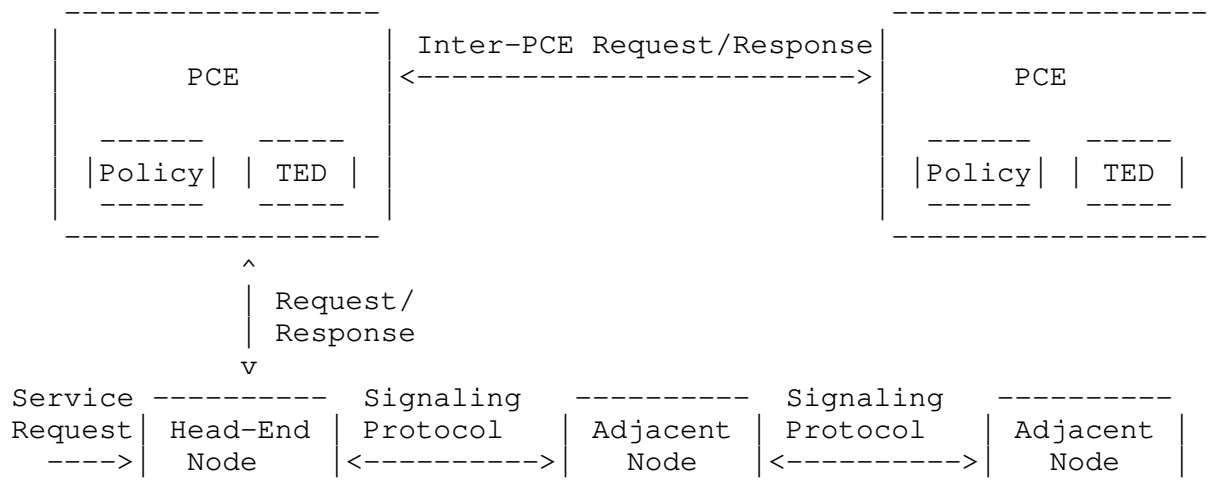 Inter-PCE Request/Response
PCE PCE
Policy TED Policy TED
Request/
Response
Service Signaling Signaling
Request Head-End Protocol Adjacent Protocol Adjacent
Node Node Node